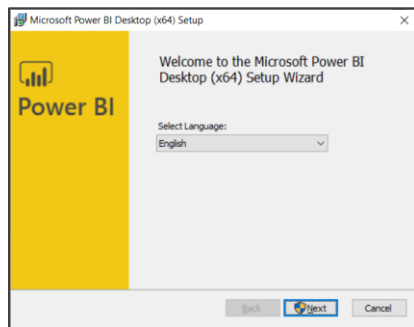 Microsoft Power BI Desktop (x64) Setup
Power BI
Welcome to the Microsoft Power BI
Desktop (x64) Setup Wizard
Select Language:
English
Back
Next
Cancel